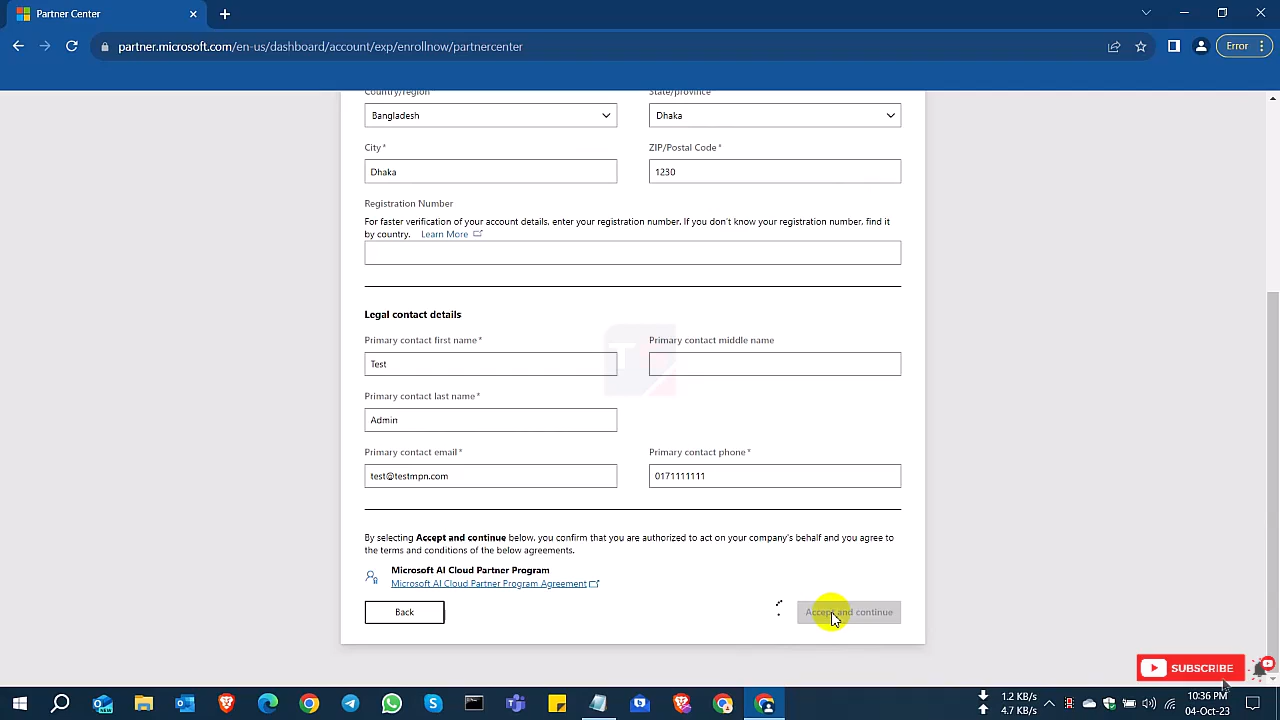 Partner Center
partner.microsoft.com/en-us/dashboard/account/exp/enrollnow/partnercenter
Error
Country/region*
State/province*
Bangladesh
Dhaka
City*
ZIP/Postal Code*
Dhaka
1230
Registration Number
For faster verification of your account details, enter your registration number. If you don't know your registration number, find it
by country. Learn More
Legal contact details
Primary contact first name*
Primary contact middle name
Test
Primary contact last name*
Admin
Primary contact email*
Primary contact phone*
test@testmpn.com
0171111111
By selecting Accept and continue below, you confirm that you are authorized to act on your company's behalf and you agree to
the terms and conditions of the below agreements.
Microsoft AI Cloud Partner Program
Microsoft AI Cloud Partner Program Agreement
Back
Accept and continue
SUBSCRIBE
1.2 KB/s
4.7 KB/s
10:36 PM
04-Oct-23